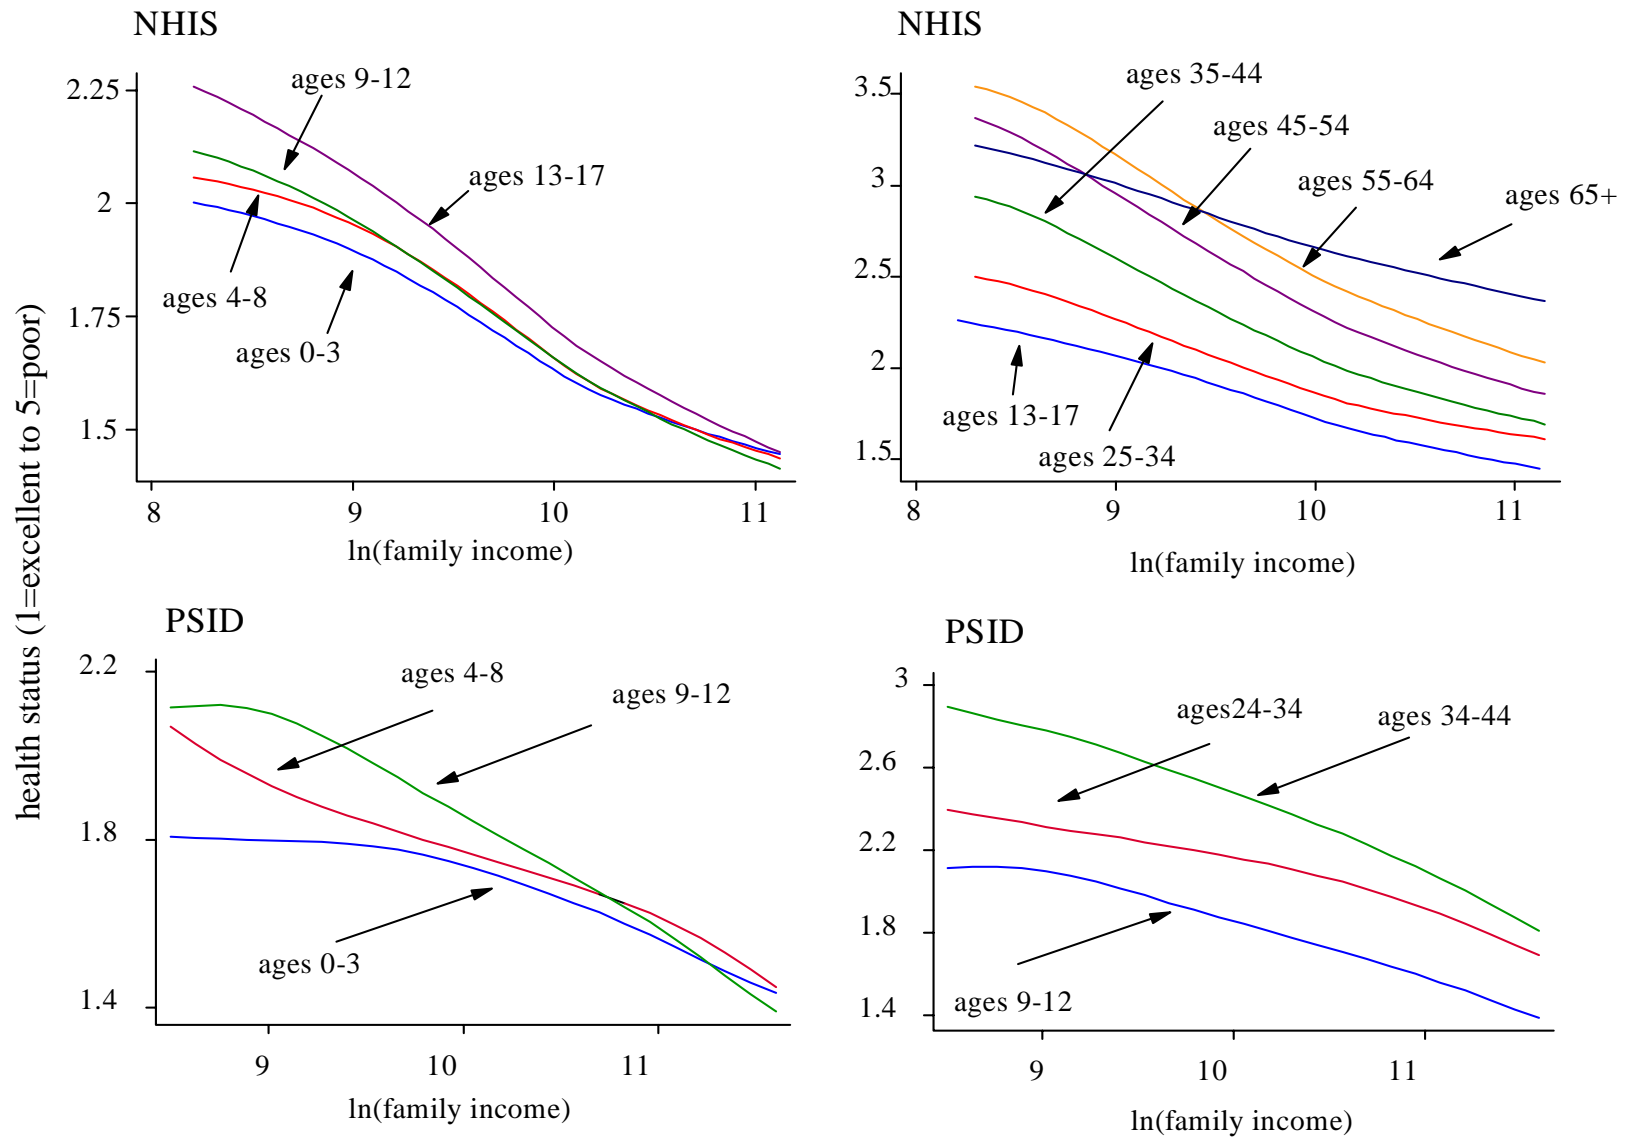 health status (1=excellent to 5=poor)
NHIS
2.25
2
1.75
1.5
ages 9-12
ages 13-17
ages 4-8
ages 0-3
8
9
10
11
ln(family income)
NHIS
3.5
3
2.5
2
1.5
ages 35-44
ages 45-54
ages 55-64
ages 65+
ages 13-17
ages 25-34
8
9
10
11
ln(family income)
PSID
2.2
1.8
1.4
ages 4-8
ages 9-12
ages 0-3
9
10
11
ln(family income)
PSID
3
2.6
2.2
1.8
1.4
ages24-34
ages 34-44
ages 9-12
9
10
11
ln(family income)